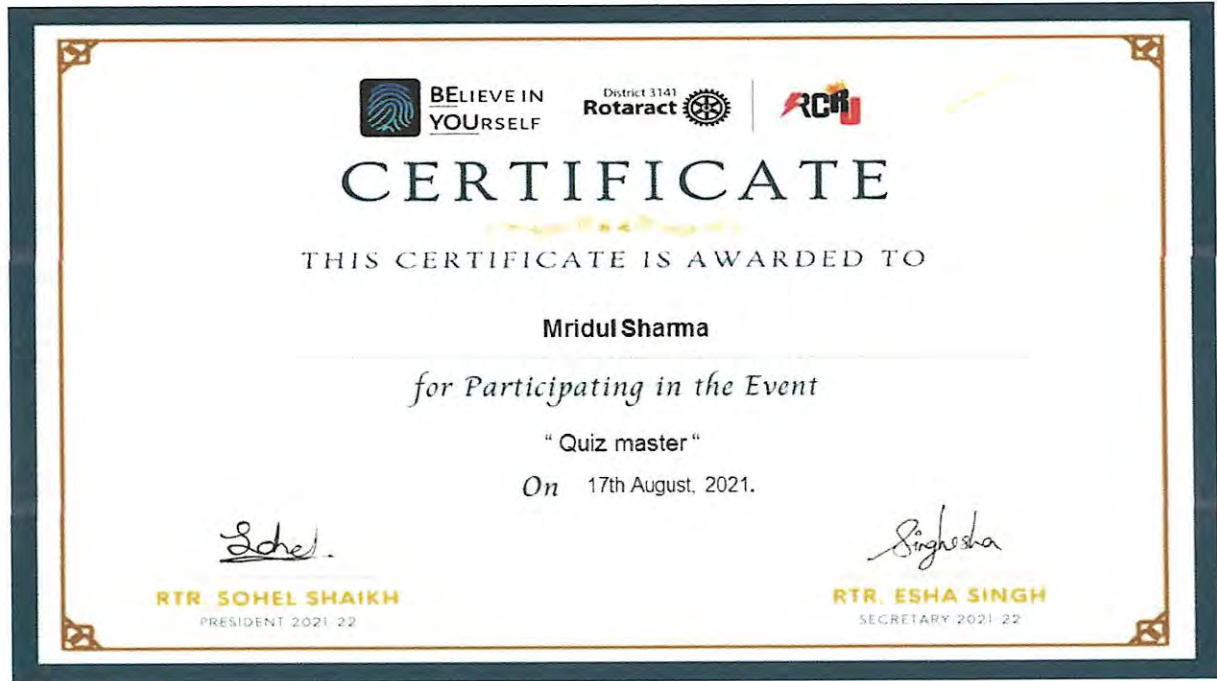 BELIEVE IN
YOURSELF
District 3141
Rotaract
RCRU
CERTIFICATE
THIS CERTIFICATE IS AWARDED TO
Mridul Sharma
for Participating in the Event
“ Quiz master “
On 17th August, 2021.
Sohel.
Singhesha
RTR. SOHEL SHAIKH
RTR. ESHA SINGH
PRESIDENT 2021-22
SECRETARY 2021-22